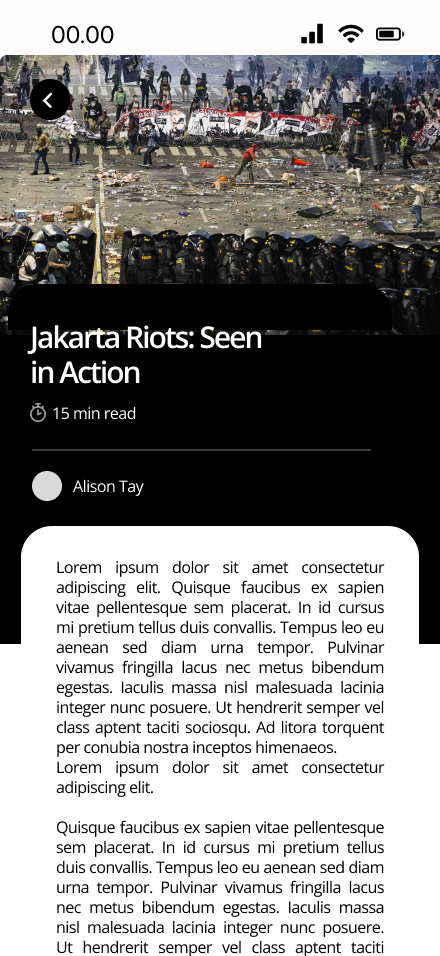 00.00
Jakarta Riots: Seen
in Action
15 min read
Alison Tay
Lorem ipsum dolor sit amet consectetur
adipiscing elit. Quisque faucibus ex sapien
vitae pellentesque sem placerat. In id cursus
mi pretium tellus duis convallis. Tempus leo eu
aenean sed diam urna tempor. Pulvinar
vivamus fringilla lacus nec metus bibendum
egestas. Iaculis massa nisl malesuada lacinia
integer nunc posuere. Ut hendrerit semper vel
class aptent taciti sociosqu. Ad litora torquent
per conubia nostra inceptos himenaeos.
Lorem ipsum dolor sit amet consectetur
adipiscing elit.
Quisque faucibus ex sapien vitae pellentesque
sem placerat. In id cursus mi pretium tellus
duis convallis. Tempus leo eu aenean sed diam
urna tempor. Pulvinar vivamus fringilla lacus
nec metus bibendum egestas. Iaculis massa
nisl malesuada lacinia integer nunc posuere.
Ut hendrerit semper vel class aptent taciti